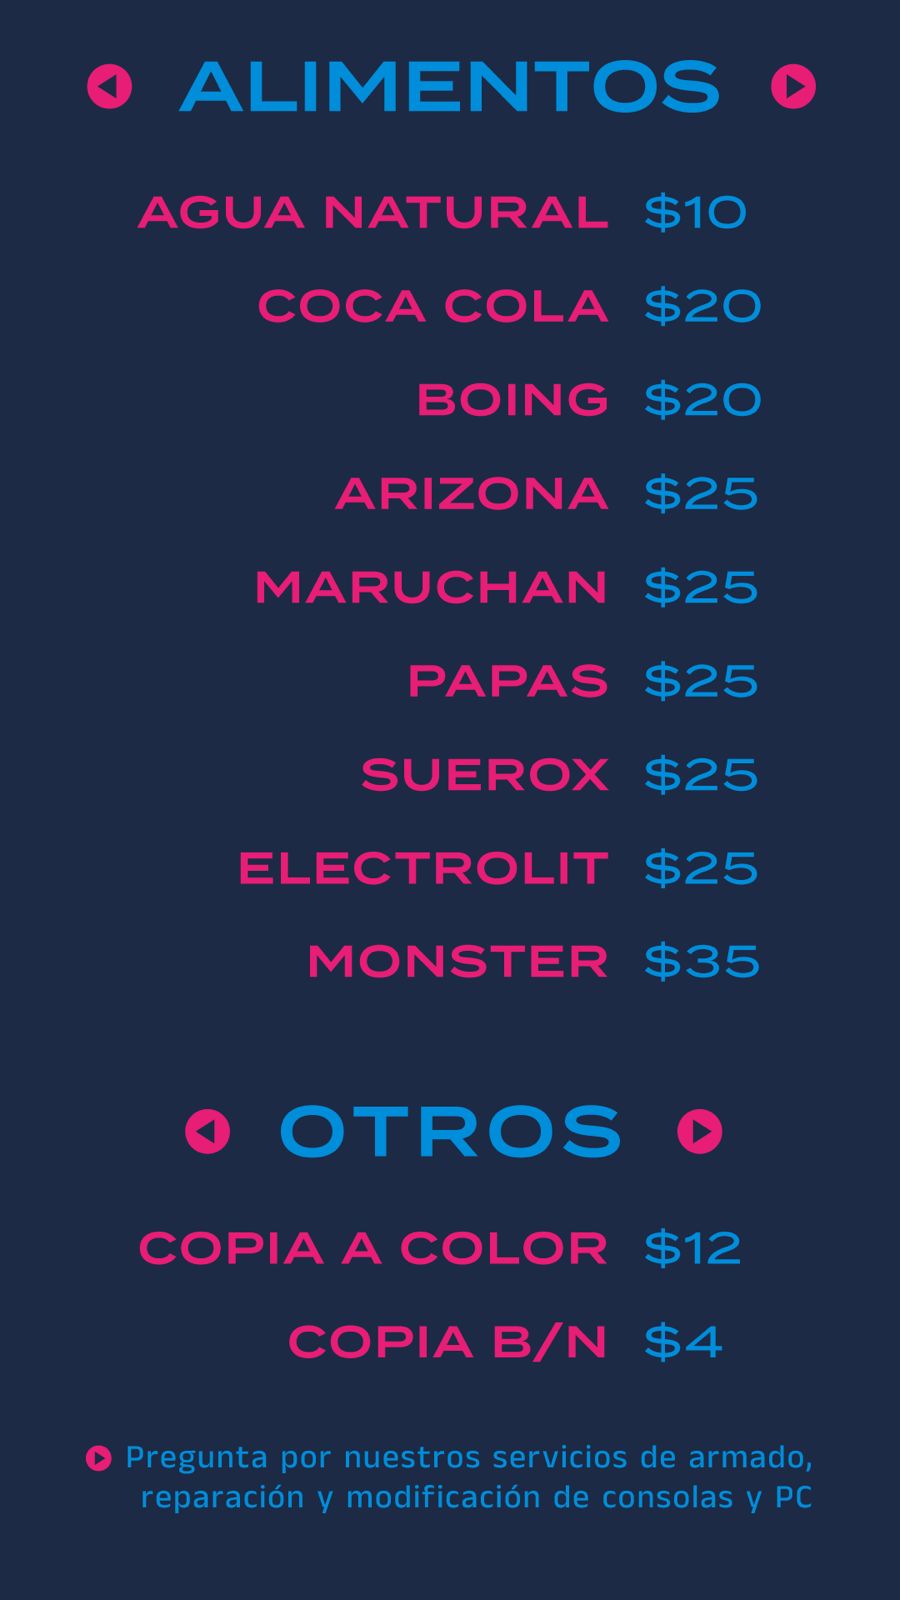 ALIMENTOS
AGUA NATURAL $10
COCA COLA $20
BOING $20
ARIZONA $25
MARUCHAN $25
PAPAS $25
SUEROX $25
ELECTROLIT $25
MONSTER $35
OTROS
COPIA A COLOR $12
COPIA B/N $4
Pregunta por nuestros servicios de armado,
reparación y modificación de consolas y PC